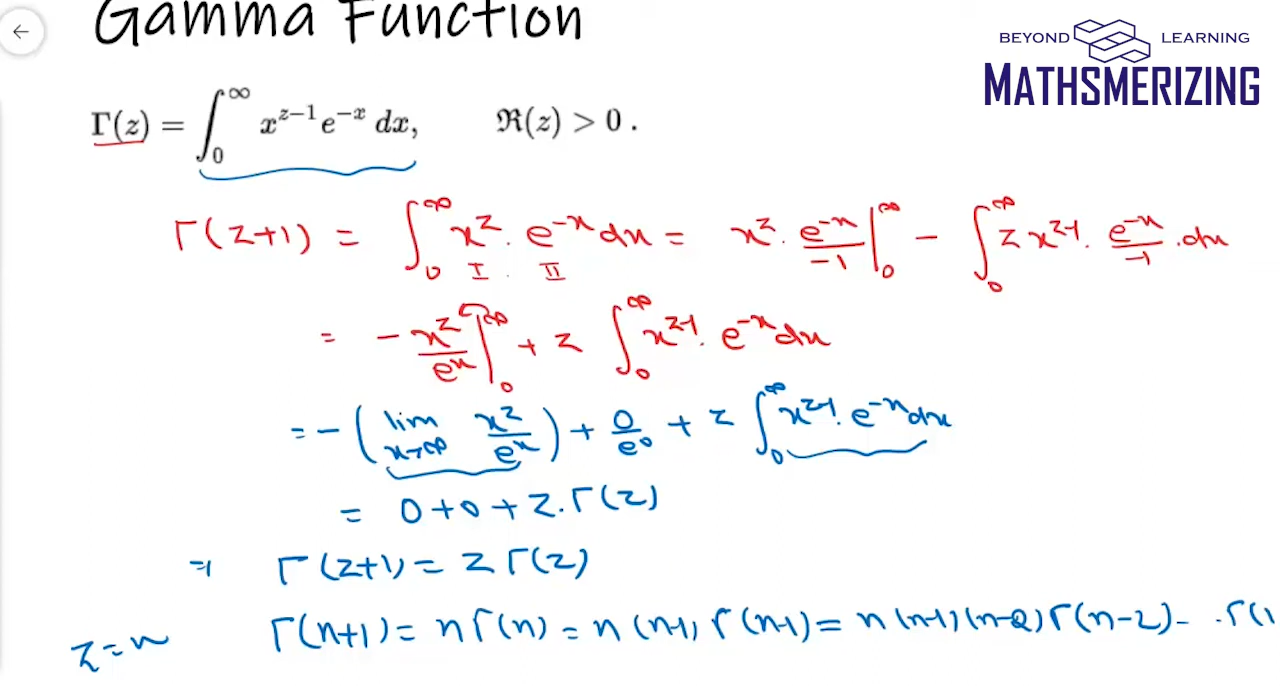 Gamma Function
BEYOND LEARNING
MATHSMERIZING
Γ(z) = ∫₀^∞ x^{z−1} e^{−x} dx, ℜ(z) > 0 .
Γ(z+1) = ∫₀^∞ x^z · e^{−x} dx = x^z · e^{−x}/−1 |₀^∞ − ∫₀^∞ z x^{z−1} · e^{−x}/−1 · dx
I · II
= − x^z/e^x |₀^∞ + z ∫₀^∞ x^{z−1} · e^{−x} dx
= − ( lim x→∞ x^z/e^x ) + 0/e^0 + z ∫₀^∞ x^{z−1} · e^{−x} dx
= 0 + 0 + z · Γ(z)
⇒ Γ(z+1) = z Γ(z)
z = n Γ(n+1) = n Γ(n) = n (n−1) Γ(n−1) = n (n−1) (n−2) Γ(n−2) − · · Γ(1